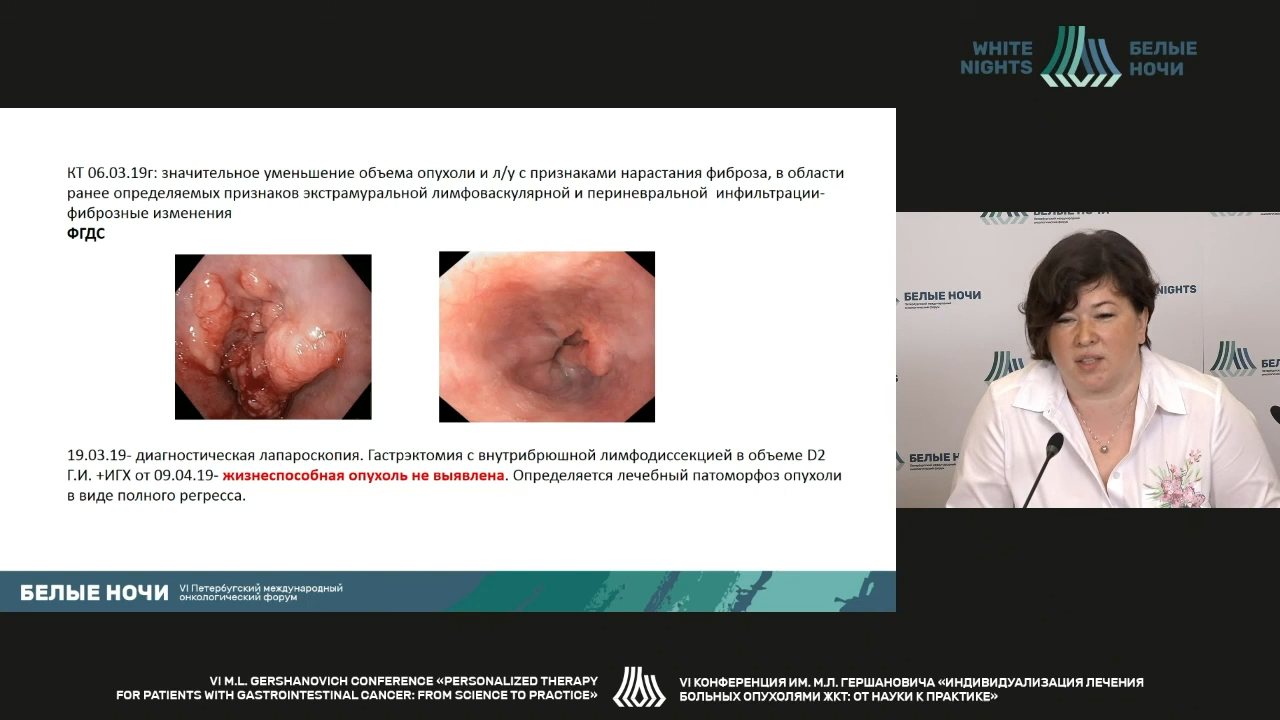 WHITE
NIGHTS
БЕЛЫЕ
НОЧИ
КТ 06.03.19г: значительное уменьшение объема опухоли и л/у с признаками нарастания фиброза, в области
ранее определяемых признаков экстрамуральной лимфоваскулярной и периневральной инфильтрации-
фиброзные изменения
ФГДС
БЕЛЫЕ НОЧИ
NIGHTS
БЕЛЫЕ
19.03.19- диагностическая лапароскопия. Гастрэктомия с внутрибрюшной лимфодиссекцией в объеме D2
Г.И. +ИГХ от 09.04.19- жизнеспособная опухоль не выявлена. Определяется лечебный патоморфоз опухоли
в виде полного регресса.
БЕЛЫЕ НОЧИ
VI Петербугский международный
онкологический форум
VI M.L. GERSHANOVICH CONFERENCE «PERSONALIZED THERAPY
FOR PATIENTS WITH GASTROINTESTINAL CANCER: FROM SCIENCE TO PRACTICE»
VI КОНФЕРЕНЦИЯ ИМ. М.Л. ГЕРШАНОВИЧА «ИНДИВИДУАЛИЗАЦИЯ ЛЕЧЕНИЯ
БОЛЬНЫХ ОПУХОЛЯМИ ЖКТ: ОТ НАУКИ К ПРАКТИКЕ»